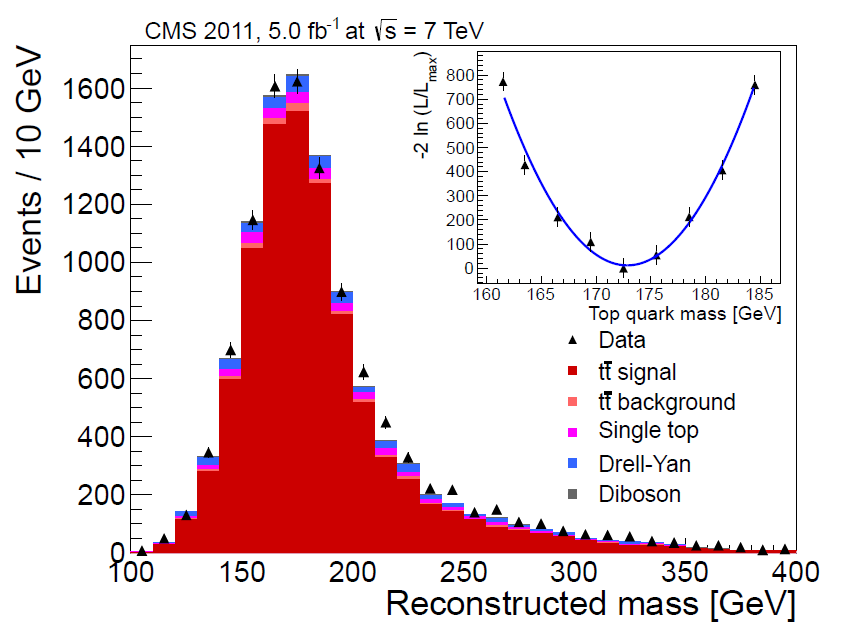 CMS 2011, 5.0 fb⁻¹ at √s = 7 TeV
Events / 10 GeV
1600
1400
1200
1000
800
600
400
200
0
100 150 200 250 300 350 400
Reconstructed mass [GeV]
-2 ln (L/Lmax)
800
700
600
500
400
300
200
100
0
160 165 170 175 180 185
Top quark mass [GeV]
Data
tt̅ signal
tt̅ background
Single top
Drell-Yan
Diboson